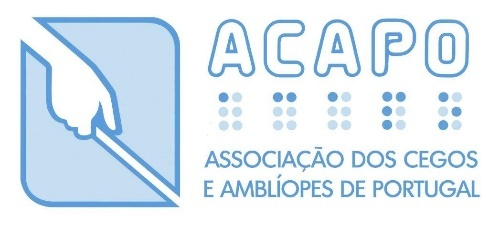 ACAPO
⠁⠉⠁⠏⠕
ASSOCIAÇÃO DOS CEGOS
E AMBLÍOPES DE PORTUGAL